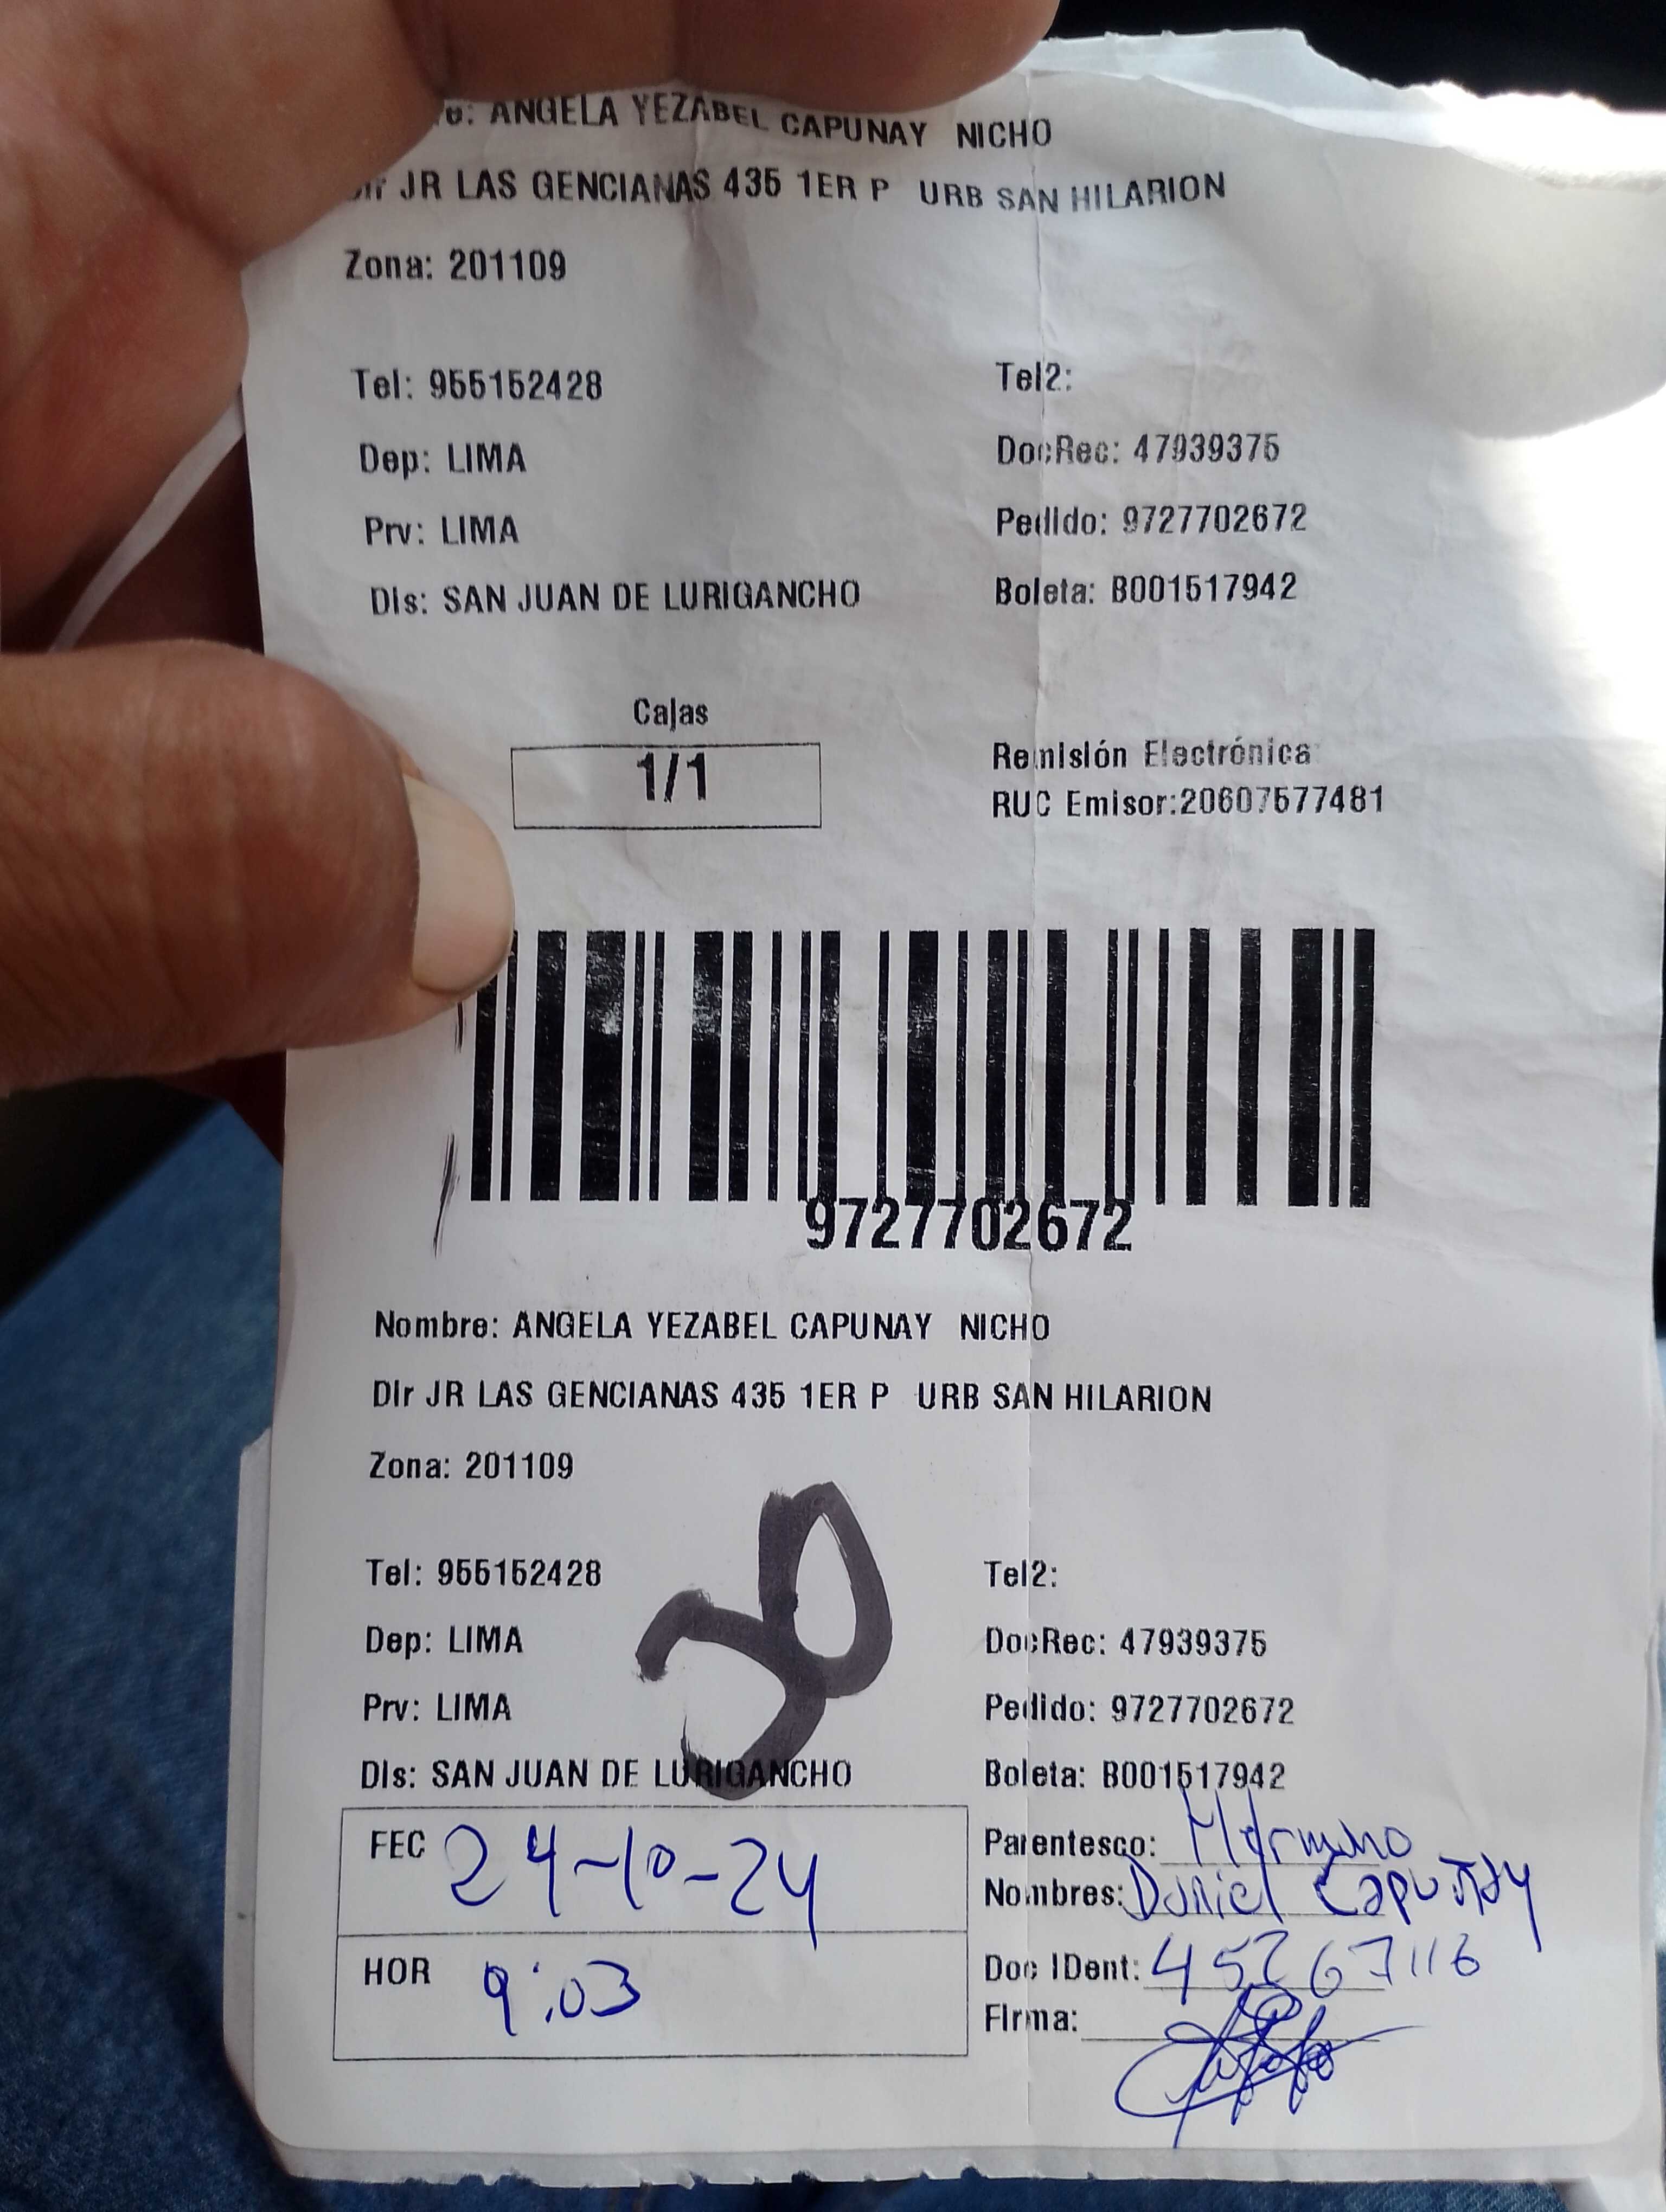 e: ANGELA YEZABEL CAPUNAY NICHO
Dir JR LAS GENCIANAS 435 1ER P URB SAN HILARION
Zona: 201109
Tel: 955152428 Tel2:
Dep: LIMA DocRec: 47939375
Prv: LIMA Pedido: 9727702672
Dis: SAN JUAN DE LURIGANCHO Boleta: B001517942
Cajas
1/1
Remisión Electrónica
RUC Emisor:20607577481
9727702672
Nombre: ANGELA YEZABEL CAPUNAY NICHO
Dir JR LAS GENCIANAS 435 1ER P URB SAN HILARION
Zona: 201109
30
Tel: 955152428 Tel2:
Dep: LIMA DocRec: 47939375
Prv: LIMA Pedido: 9727702672
Dis: SAN JUAN DE LURIGANCHO Boleta: B001517942
FEC 24-10-24
HOR 9:03
Parentesco: Hermano
Nombres: Daniel Capuñay
Doc IDent: 45267116
Firma: